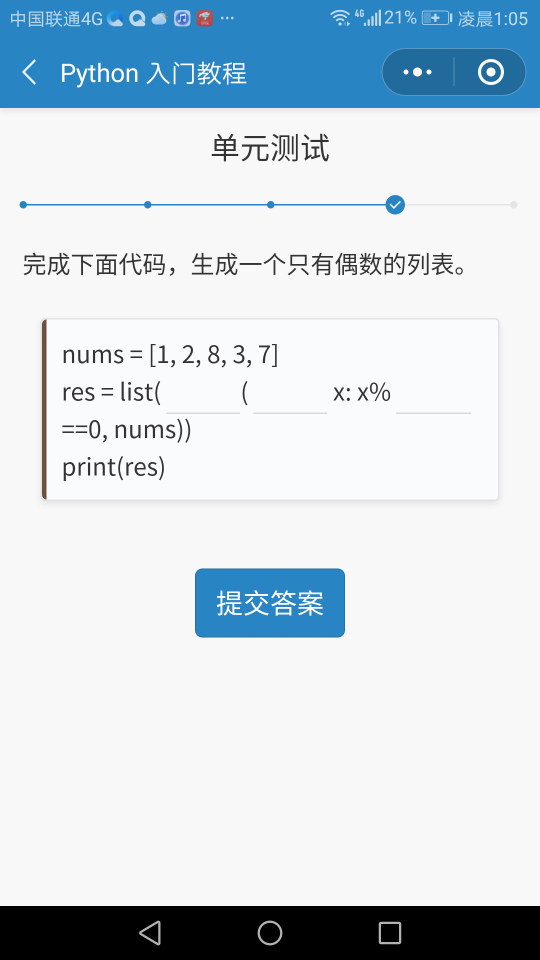 中国联通4G ··· 4G 21% 凌晨1:05
Python 入门教程
单元测试
完成下面代码，生成一个只有偶数的列表。
nums = [1, 2, 8, 3, 7]
res = list( ( x: x%
==0, nums))
print(res)
提交答案